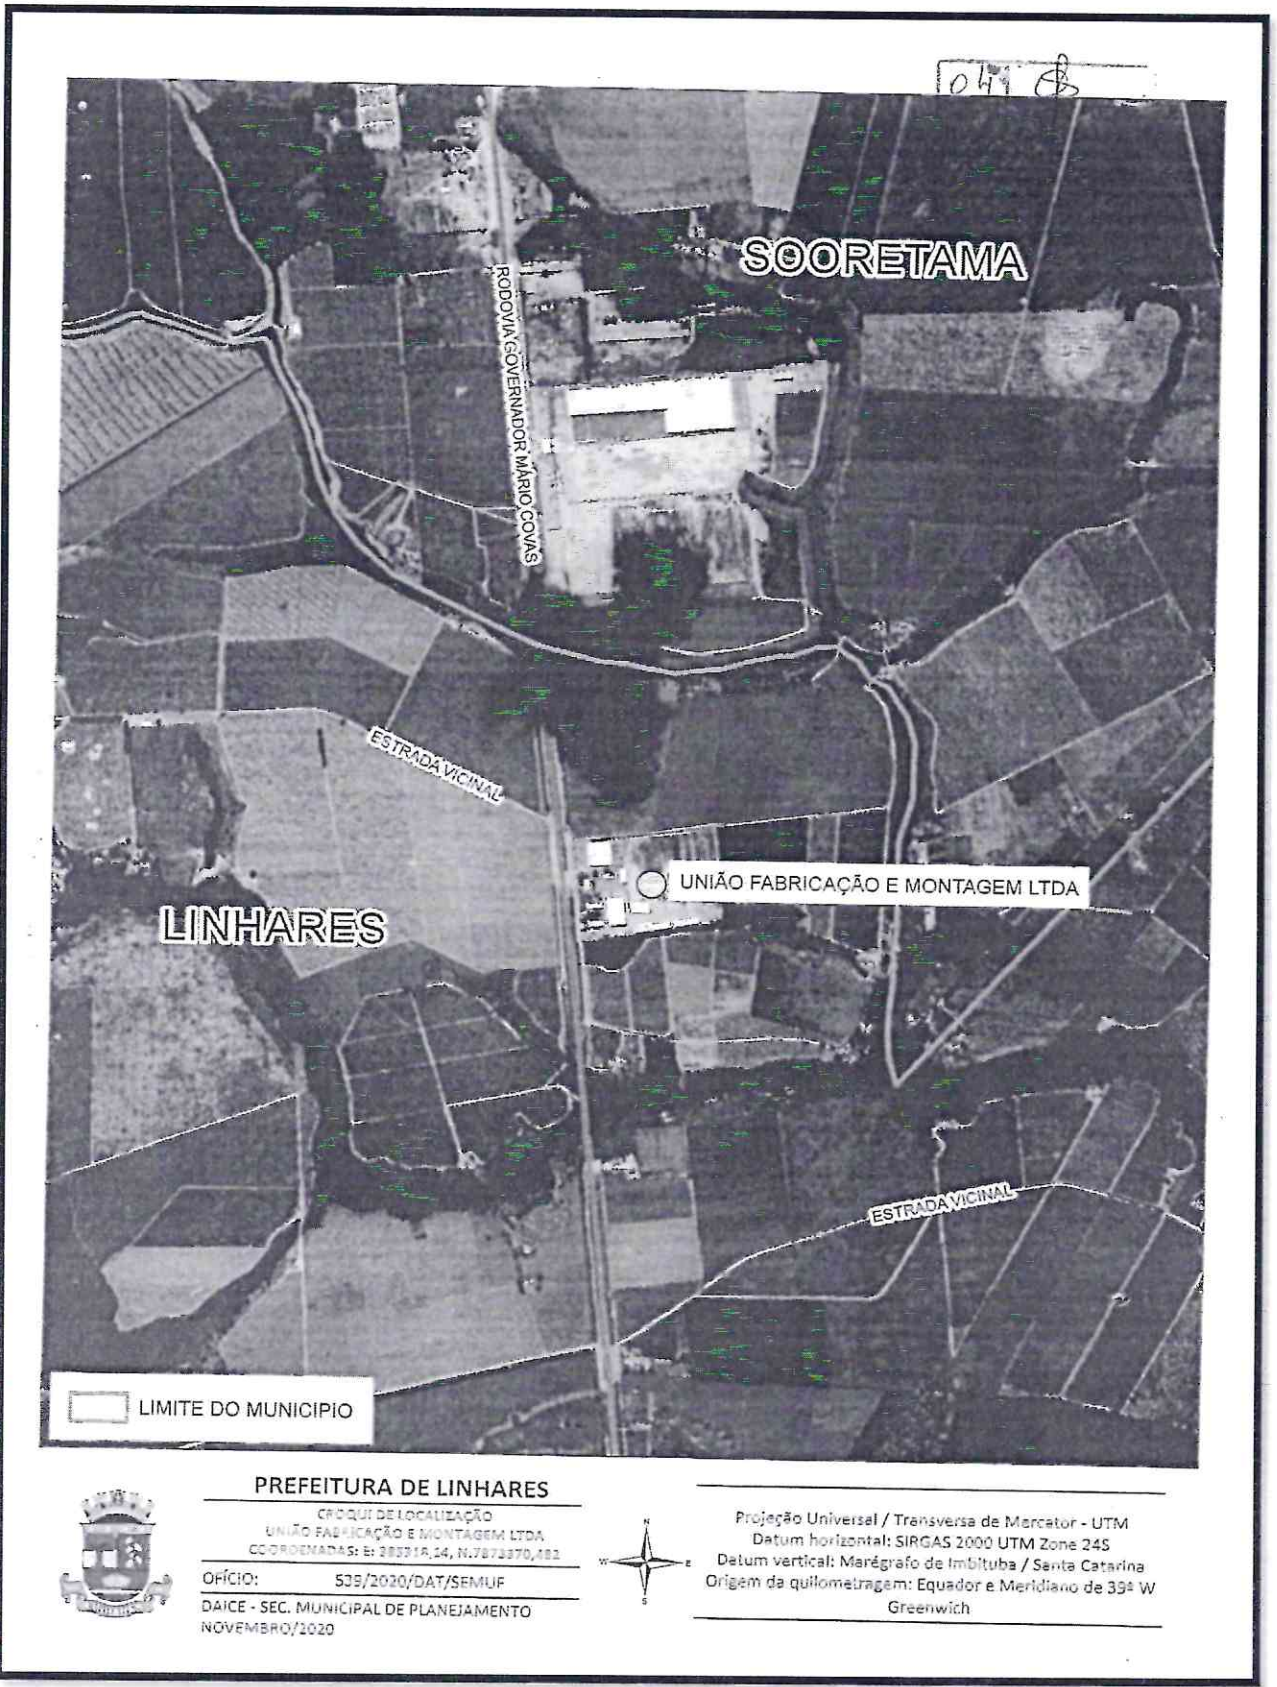 041
SOORETAMA
RODOVIA GOVERNADOR MÁRIO COVAS
ESTRADA VICINAL
UNIÃO FABRICAÇÃO E MONTAGEM LTDA
LINHARES
ESTRADA VICINAL
LIMITE DO MUNICIPIO
PREFEITURA DE LINHARES
CROQUI DE LOCALIZAÇÃO
UNIÃO FABRICAÇÃO E MONTAGEM LTDA
COORDENADAS: E: N:
OFÍCIO: 539/2020/DAT/SEMUF
DAICE - SEC. MUNICIPAL DE PLANEJAMENTO
NOVEMBRO/2020
N
W E
S
Projeção Universal / Transversa de Mercator - UTM
Datum horizontal: SIRGAS 2000 UTM Zone 24S
Datum vertical: Marégrafo de Imbituba / Santa Catarina
Origem da quilometragem: Equador e Meridiano de 39º W
Greenwich